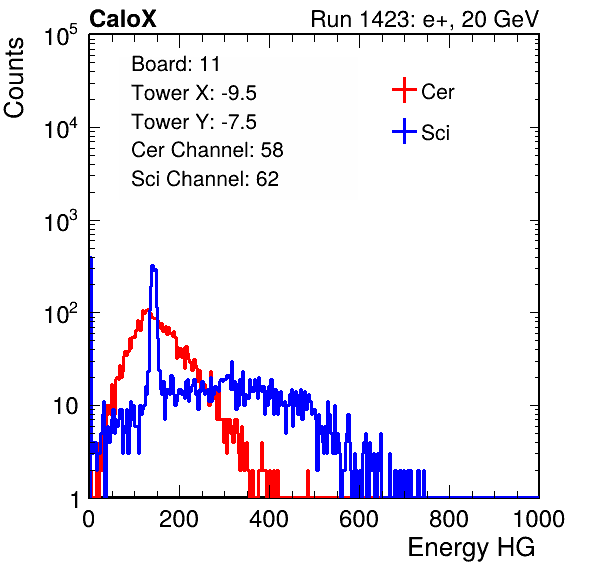 CaloX Run 1423: e+, 20 GeV
Counts
Board: 11
Tower X: -9.5
Tower Y: -7.5
Cer Channel: 58
Sci Channel: 62
Cer
Sci
10^5
10^4
10^3
10^2
10
1
0 200 400 600 800 1000
Energy HG